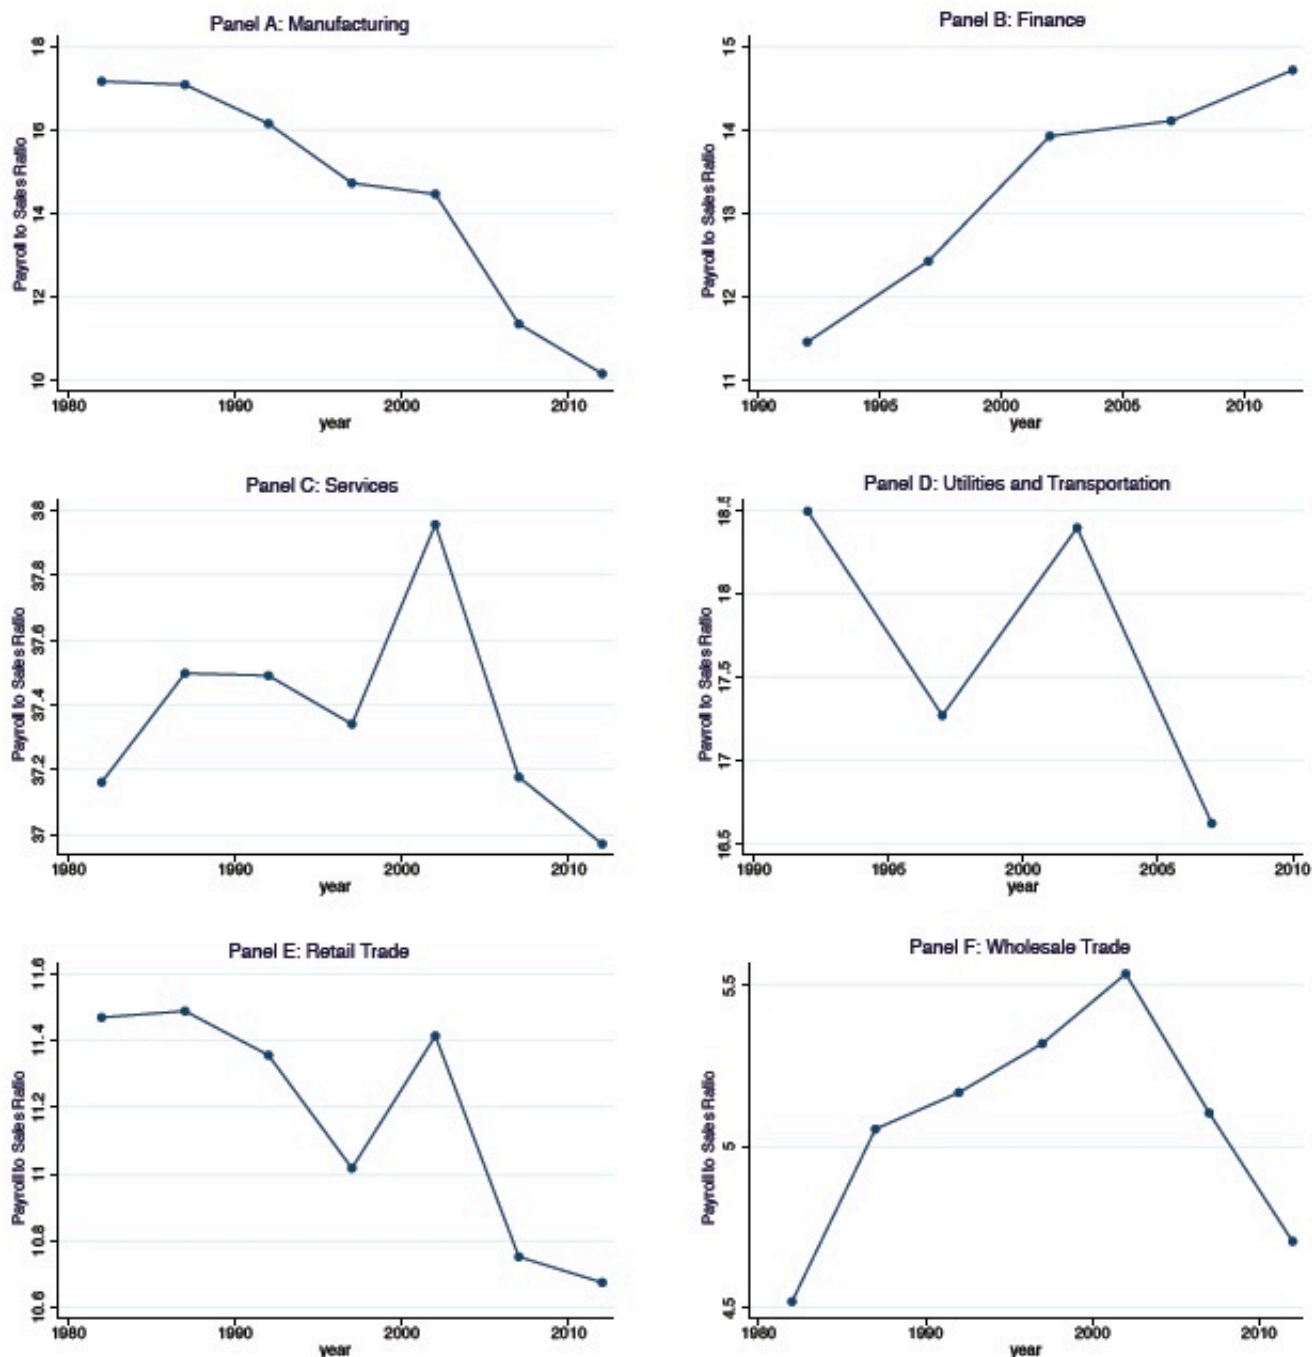 Panel A: Manufacturing
Payroll to Sales Ratio
18
16
14
12
10
1980 1990 2000 2010
year
Panel B: Finance
Payroll to Sales Ratio
15
14
13
12
11
1990 1995 2000 2005 2010
year
Panel C: Services
Payroll to Sales Ratio
38
37.8
37.6
37.4
37.2
37
1980 1990 2000 2010
year
Panel D: Utilities and Transportation
Payroll to Sales Ratio
18.5
18
17.5
17
16.5
1990 1995 2000 2005 2010
year
Panel E: Retail Trade
Payroll to Sales Ratio
11.6
11.4
11.2
11
10.8
10.6
1980 1990 2000 2010
year
Panel F: Wholesale Trade
Payroll to Sales Ratio
5.5
5
4.5
1980 1990 2000 2010
year